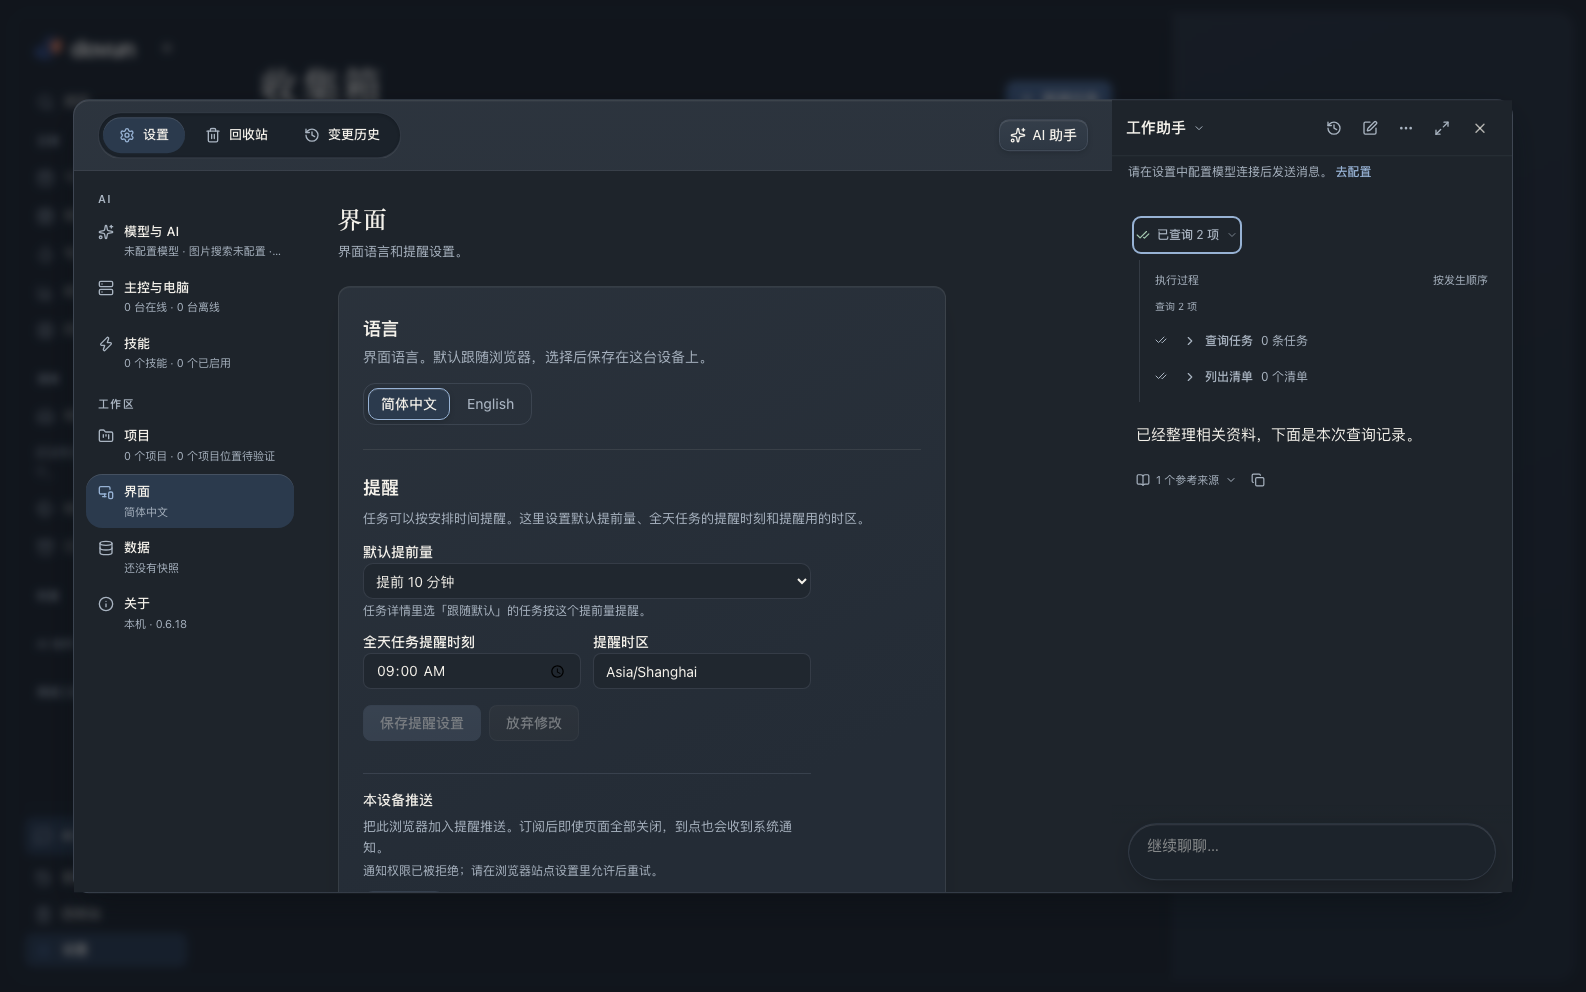 收集箱
设置
回收站
变更历史
AI 助手
AI
模型与 AI
未配置模型 · 图片搜索未配置 ·...
主控与电脑
0 台在线 · 0 台离线
技能
0 个技能 · 0 个已启用
工作区
项目
0 个项目 · 0 个项目位置待验证
界面
简体中文
数据
还没有快照
关于
本机 · 0.6.18
界面
界面语言和提醒设置。
语言
界面语言。默认跟随浏览器，选择后保存在这台设备上。
简体中文
English
提醒
任务可以按安排时间提醒。这里设置默认提前量、全天任务的提醒时刻和提醒用的时区。
默认提前量
提前 10 分钟
任务详情里选「跟随默认」的任务按这个提前量提醒。
全天任务提醒时刻
提醒时区
09:00 AM
Asia/Shanghai
保存提醒设置
放弃修改
本设备推送
把此浏览器加入提醒推送。订阅后即使页面全部关闭，到点也会收到系统通
知。
通知权限已被拒绝；请在浏览器站点设置里允许后重试。
工作助手
请在设置中配置模型连接后发送消息。 去配置
已查询 2 项
执行过程
按发生顺序
查询 2 项
查询任务 0 条任务
列出清单 0 个清单
已经整理相关资料，下面是本次查询记录。
1 个参考来源
继续聊聊...